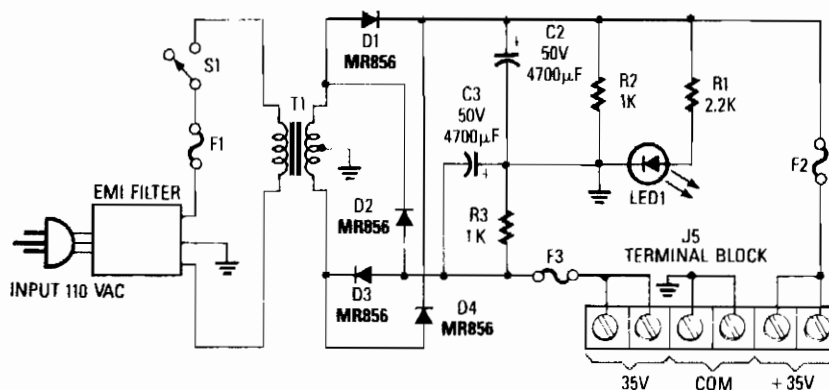 S1
F1
EMI FILTER
INPUT 110 VAC
T1
D1
MR856
D2
MR856
D3
MR856
D4
MR856
C2
50V
4700µF
C3
50V
4700µF
+
+
R2
1K
R1
2.2K
R3
1K
LED1
F2
F3
J5
TERMINAL BLOCK
35V
COM
+ 35V